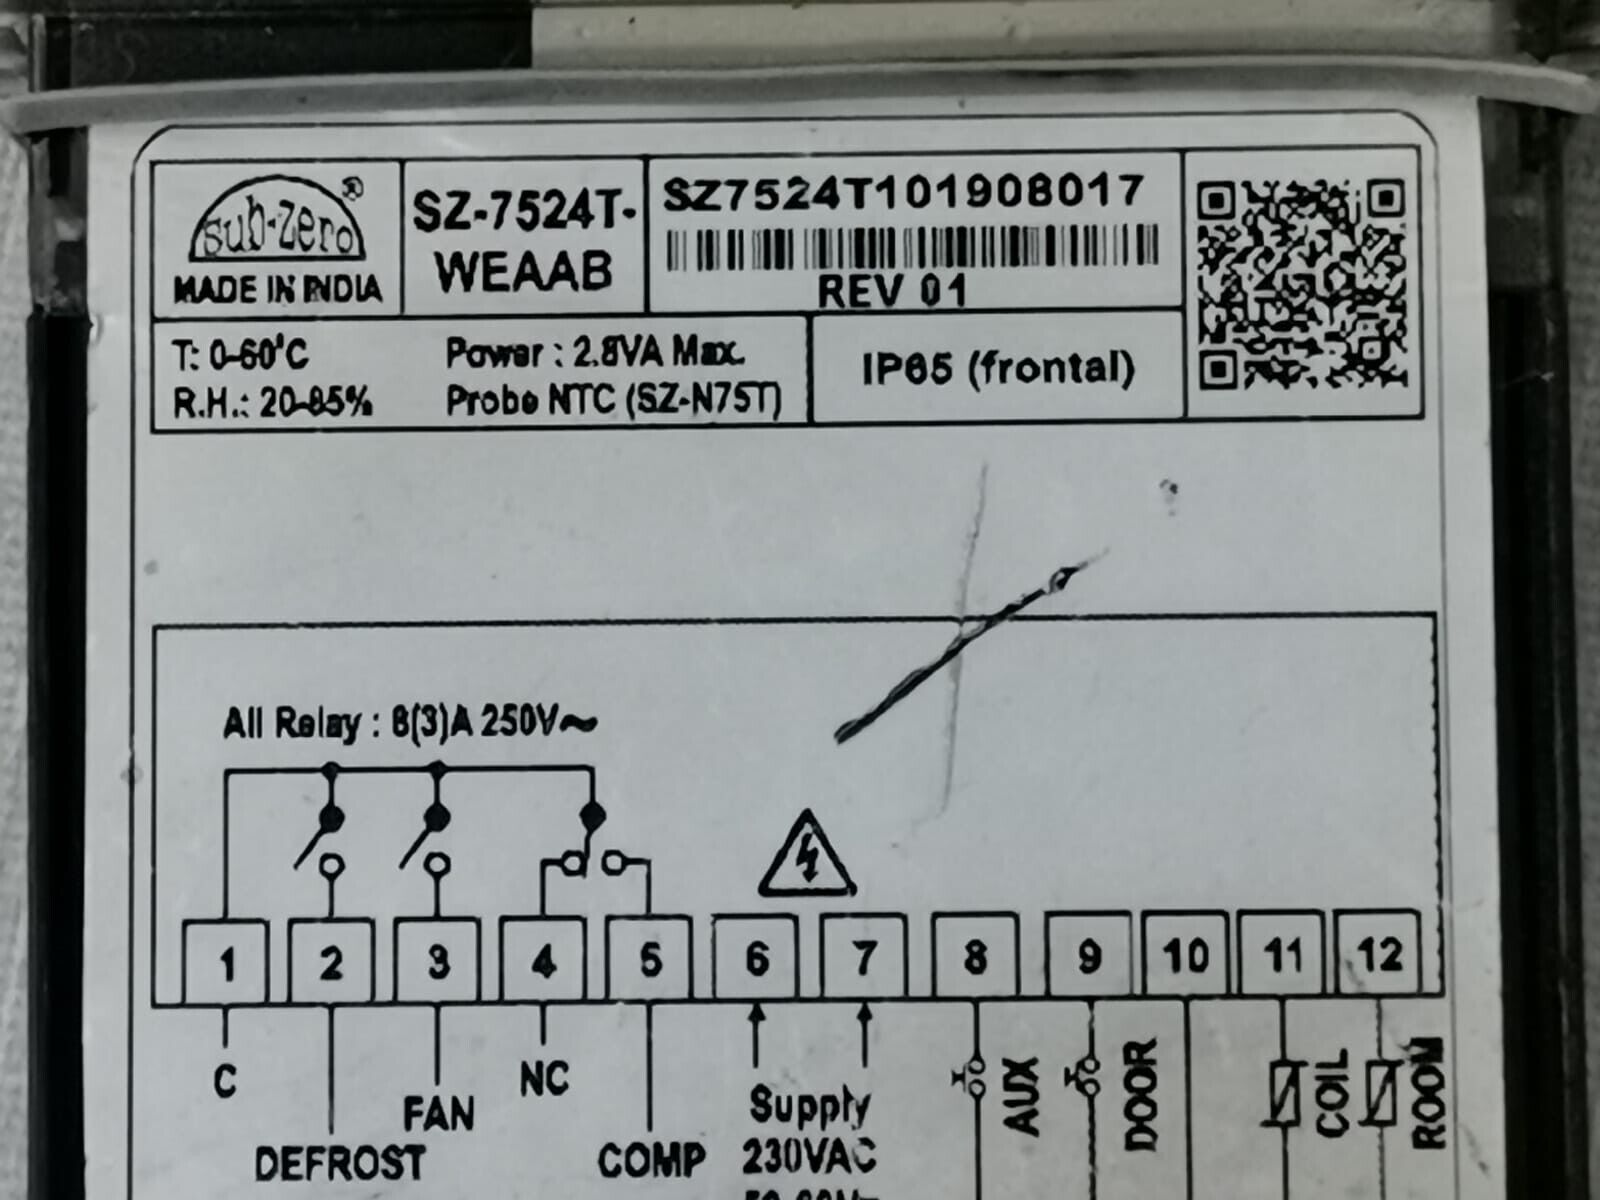 sub-zero®
MADE IN INDIA
SZ-7524T-
WEAAB
SZ7524T101908017
REV 01
T: 0-60°C
R.H.: 20-85%
Power : 2.8VA Max.
Probe NTC (SZ-N75T)
IP65 (frontal)
All Relay : 8(3)A 250V~
1 2 3 4 5 6 7 8 9 10 11 12
C
DEFROST
FAN
NC
COMP
Supply
230VAC
AUX
DOOR
COIL
ROOM